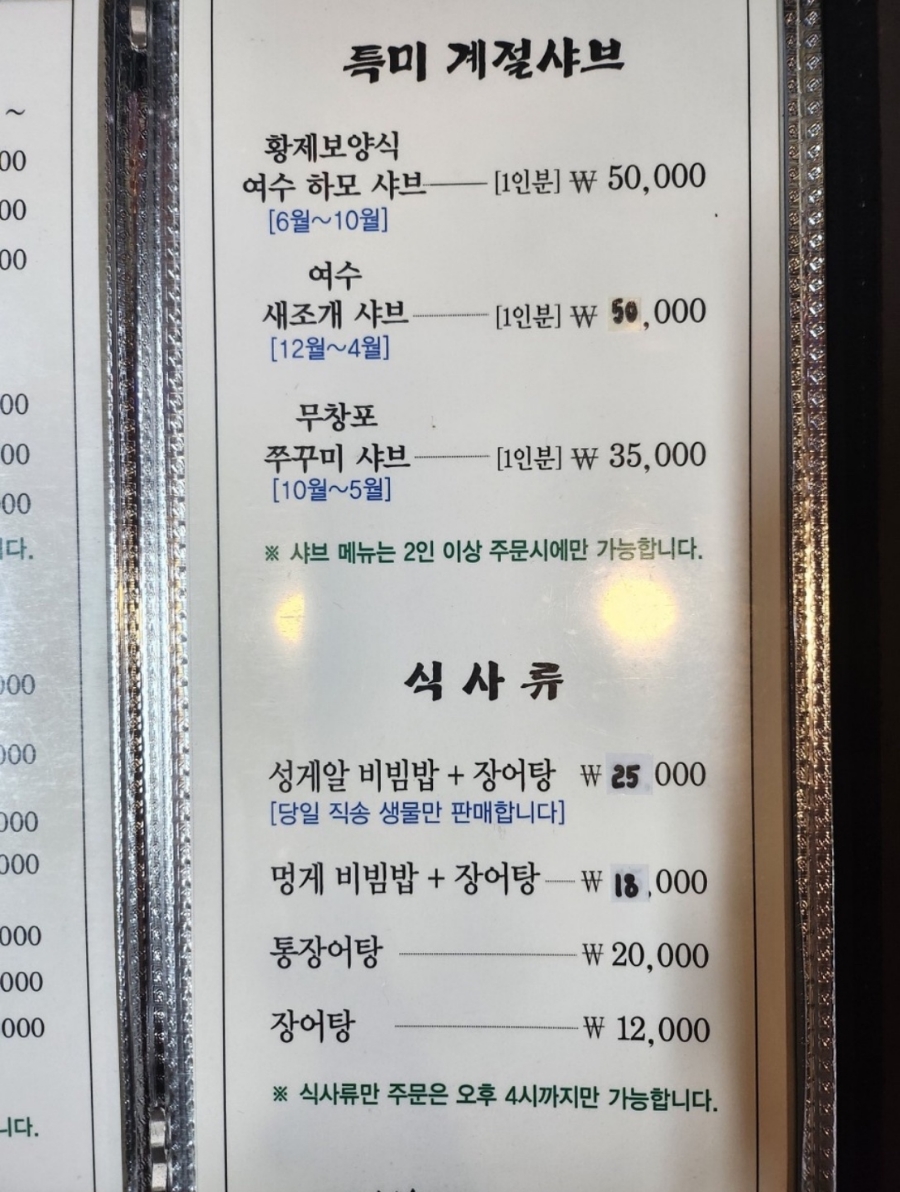 특미 계절샤브
황제보양식
여수 하모 샤브 [1인분] ₩ 50,000
[6월~10월]
여수
새조개 샤브 [1인분] ₩ 50,000
[12월~4월]
무창포
쭈꾸미 샤브 [1인분] ₩ 35,000
[10월~5월]
※ 샤브 메뉴는 2인 이상 주문시에만 가능합니다.
식사류
성게알 비빔밥 + 장어탕 ₩ 25,000
[당일 직송 생물만 판매합니다]
멍게 비빔밥 + 장어탕 ₩ 18,000
통장어탕 ₩ 20,000
장어탕 ₩ 12,000
※ 식사류만 주문은 오후 4시까지만 가능합니다.